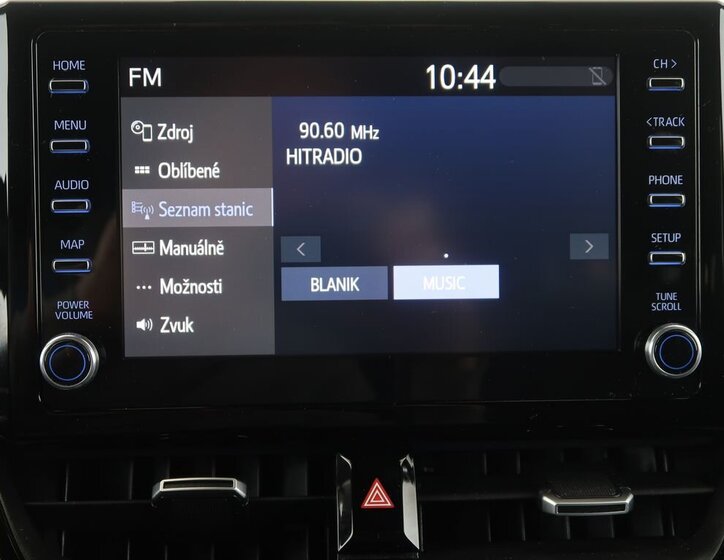 HOME
MENU
AUDIO
MAP
POWER
VOLUME
FM
10:44
Zdroj
Oblíbené
Seznam stanic
Manuálně
Možnosti
Zvuk
90.60 MHz
HITRADIO
<
>
BLANIK
MUSIC
CH >
<TRACK
PHONE
SETUP
TUNE
SCROLL